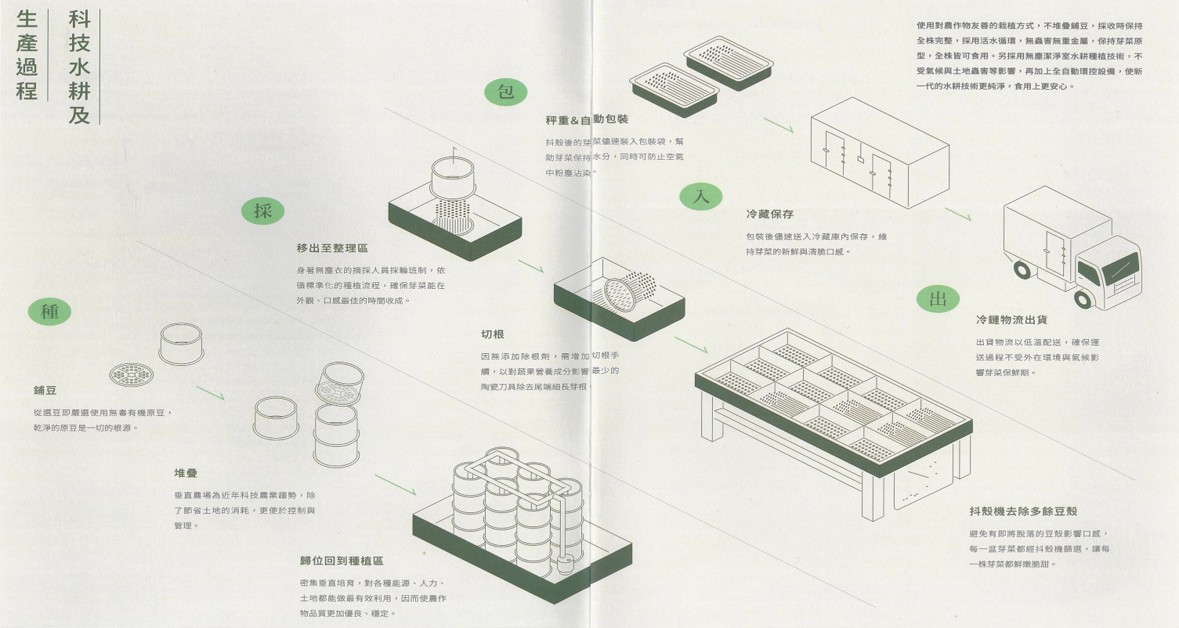 科技水耕及
生產過程
使用對農作物友善的栽植方式，不堆疊鋪豆，採收時保持
全株完整，採用活水循環，無蟲害無重金屬，保持芽菜原
型，全株皆可食用。另採用無塵潔淨室水耕種植技術，不
受氣候與土地蟲害等影響，再加上全自動環控設備，使新
一代的水耕技術更純淨，食用上更安心。
種
鋪豆
從選豆即嚴選使用無毒有機原豆，
乾淨的原豆是一切的根源。
堆疊
垂直農場為近年科技農業趨勢，除
了節省土地的消耗，更便於控制與
管理。
歸位回到種植區
密集垂直培育，對各種能源、人力、
土地都能做最有效利用，因而使農作
物品質更加優良、穩定。
採
移出至整理區
身著無塵衣的摘採人員採輪班制，依
循標準化的種植流程，確保芽菜能在
外觀、口感最佳的時間收成。
切根
因無添加除根劑，需增加切根手
續，以對蔬果營養成分影響最少的
陶瓷刀具除去尾端細長芽根。
抖殼機去除多餘豆殼
避免有即將脫落的豆殼影響口感，
每一盆芽菜都經抖殼機篩選，讓每
一株芽菜都鮮嫩脆甜。
包
秤重&自動包裝
抖殼後的芽菜儘速裝入包裝袋，幫
助芽菜保持水分，同時可防止空氣
中粉塵沾染。
入
冷藏保存
包裝後儘速送入冷藏庫內保存，維
持芽菜的新鮮與清脆口感。
出
冷鏈物流出貨
出貨物流以低溫配送，確保運
送過程不受外在環境與氣候影
響芽菜保鮮期。